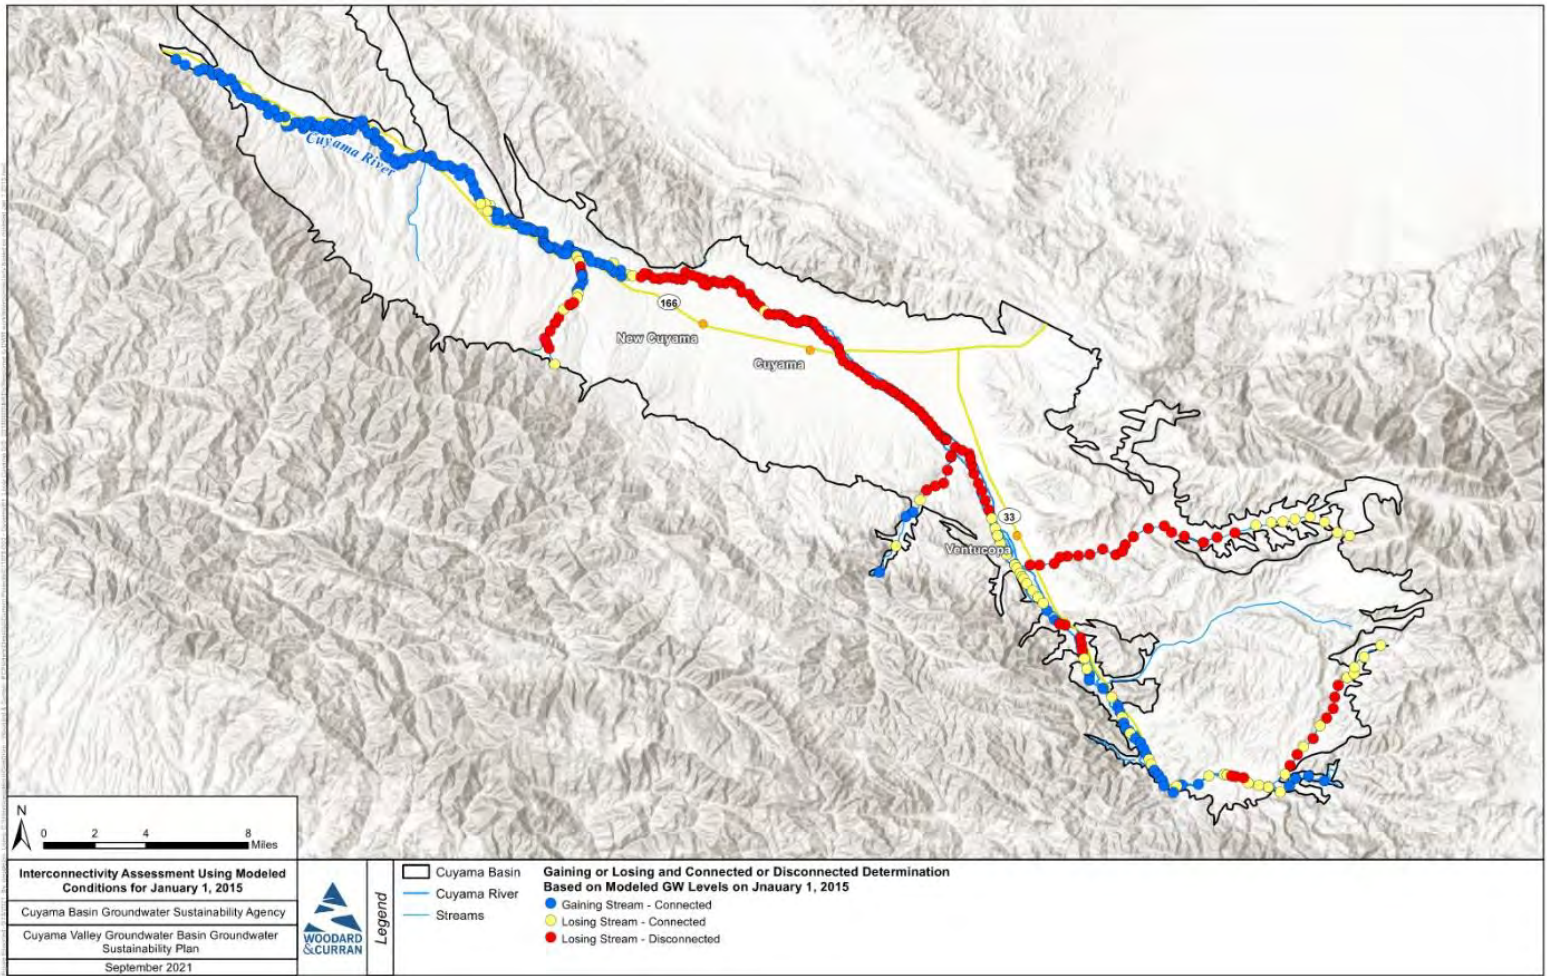 Cuyama River
166
New Cuyama
Cuyama
33
Ventucopa
N
0 2 4 8
Miles
Interconnectivity Assessment Using Modeled
Conditions for January 1, 2015
Cuyama Basin Groundwater Sustainability Agency
Cuyama Valley Groundwater Basin Groundwater
Sustainability Plan
September 2021
WOODARD
&CURRAN
Legend
Cuyama Basin
Cuyama River
Streams
Gaining or Losing and Connected or Disconnected Determination
Based on Modeled GW Levels on Jnauary 1, 2015
Gaining Stream - Connected
Losing Stream - Connected
Losing Stream - Disconnected